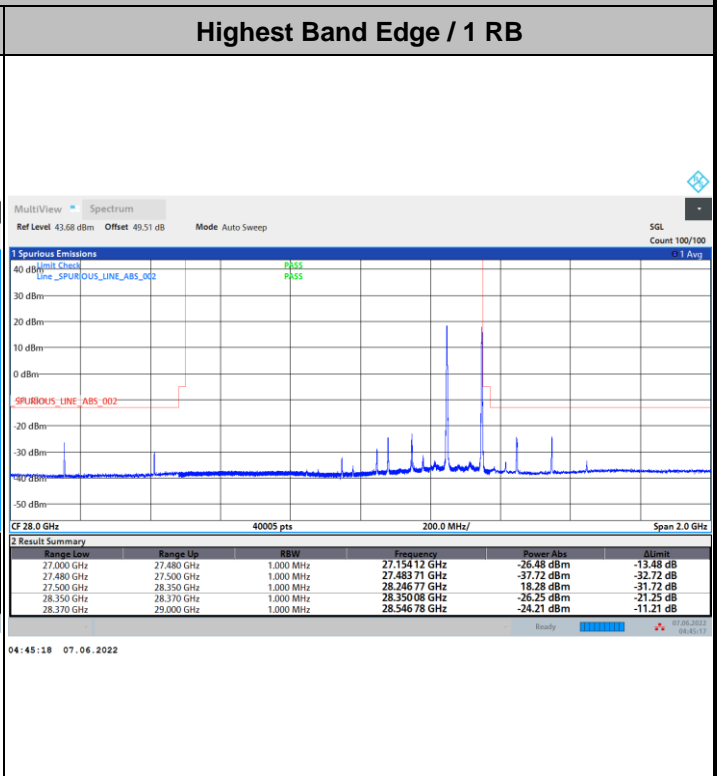 Highest Band Edge / 1 RB
MultiView Spectrum
Ref Level 43.68 dBm Offset 49.51 dB Mode Auto Sweep SGL
Count 100/100
1 Spurious Emissions 1 Avg
40 dBm Limit Check PASS
Line _SPURIOUS_LINE_ABS_002 PASS
30 dBm
20 dBm
10 dBm
0 dBm
_SPURIOUS_LINE_ABS_002
-20 dBm
-30 dBm
-40 dBm
-50 dBm
CF 28.0 GHz 40005 pts 200.0 MHz/ Span 2.0 GHz
2 Result Summary
Range Low Range Up RBW Frequency Power Abs ΔLimit
27.000 GHz 27.480 GHz 1.000 MHz 27.154 12 GHz -26.48 dBm -13.48 dB
27.480 GHz 27.500 GHz 1.000 MHz 27.483 71 GHz -37.72 dBm -32.72 dB
27.500 GHz 28.350 GHz 1.000 MHz 28.246 77 GHz 18.28 dBm -31.72 dB
28.350 GHz 28.370 GHz 1.000 MHz 28.350 08 GHz -26.25 dBm -21.25 dB
28.370 GHz 29.000 GHz 1.000 MHz 28.546 78 GHz -24.21 dBm -11.21 dB
Ready 07.06.2022
04:45:17
04:45:18 07.06.2022